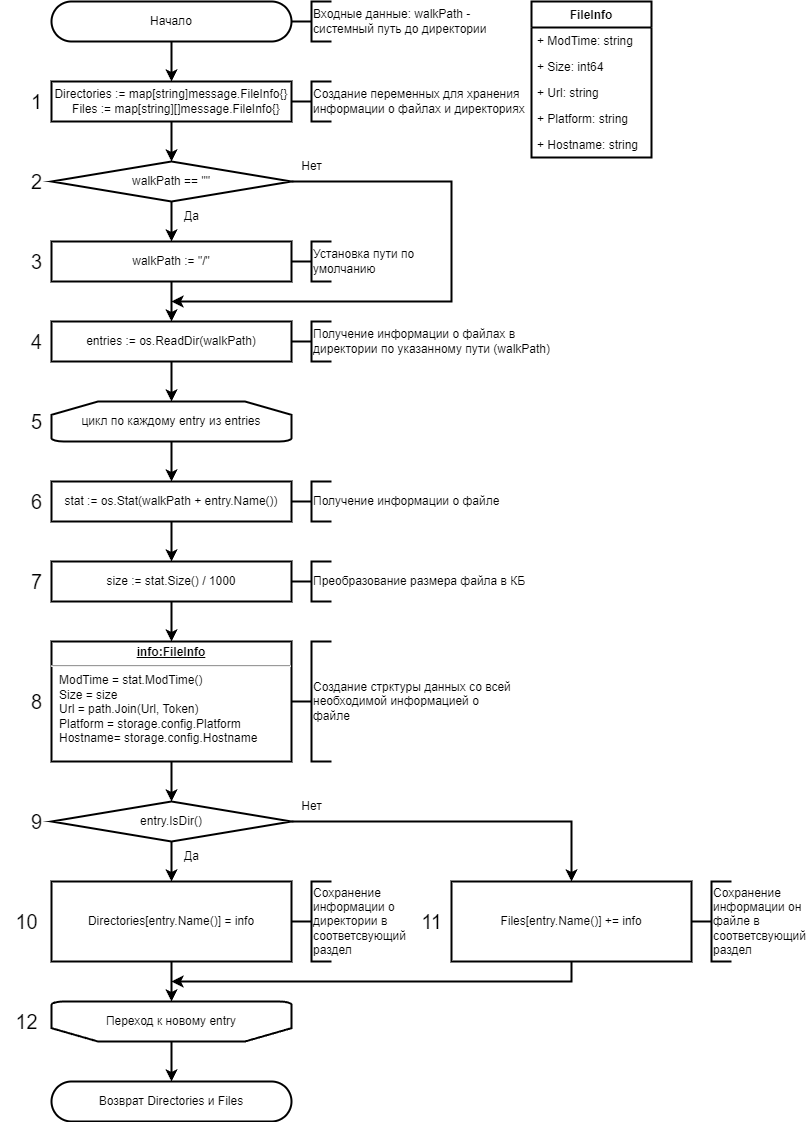 Начало
Входные данные: walkPath -
системный путь до директории
FileInfo
+ ModTime: string
+ Size: int64
+ Url: string
+ Platform: string
+ Hostname: string
1
Directories := map[string]message.FileInfo{}
Files := map[string][]message.FileInfo{}
Создание переменных для хранения
информации о файлах и директориях
2
walkPath == ""
Нет
Да
3
walkPath := "/"
Установка пути по
умолчанию
4
entries := os.ReadDir(walkPath)
Получение информации о файлах в
директории по указанному пути (walkPath)
5
цикл по каждому entry из entries
6
stat := os.Stat(walkPath + entry.Name())
Получение информации о файле
7
size := stat.Size() / 1000
Преобразование размера файла в КБ
8
info:FileInfo
ModTime = stat.ModTime()
Size = size
Url = path.Join(Url, Token)
Platform = storage.config.Platform
Hostname= storage.config.Hostname
Создание стрктуры данных со всей
необходимой информацией о
файле
9
entry.IsDir()
Нет
Да
10
Directories[entry.Name()] = info
Сохранение
информации о
директории в
соответсвующий
раздел
11
Files[entry.Name()] += info
Сохранение
информации он
файле в
соответсвующий
раздел
12
Переход к новому entry
Возврат Directories и Files